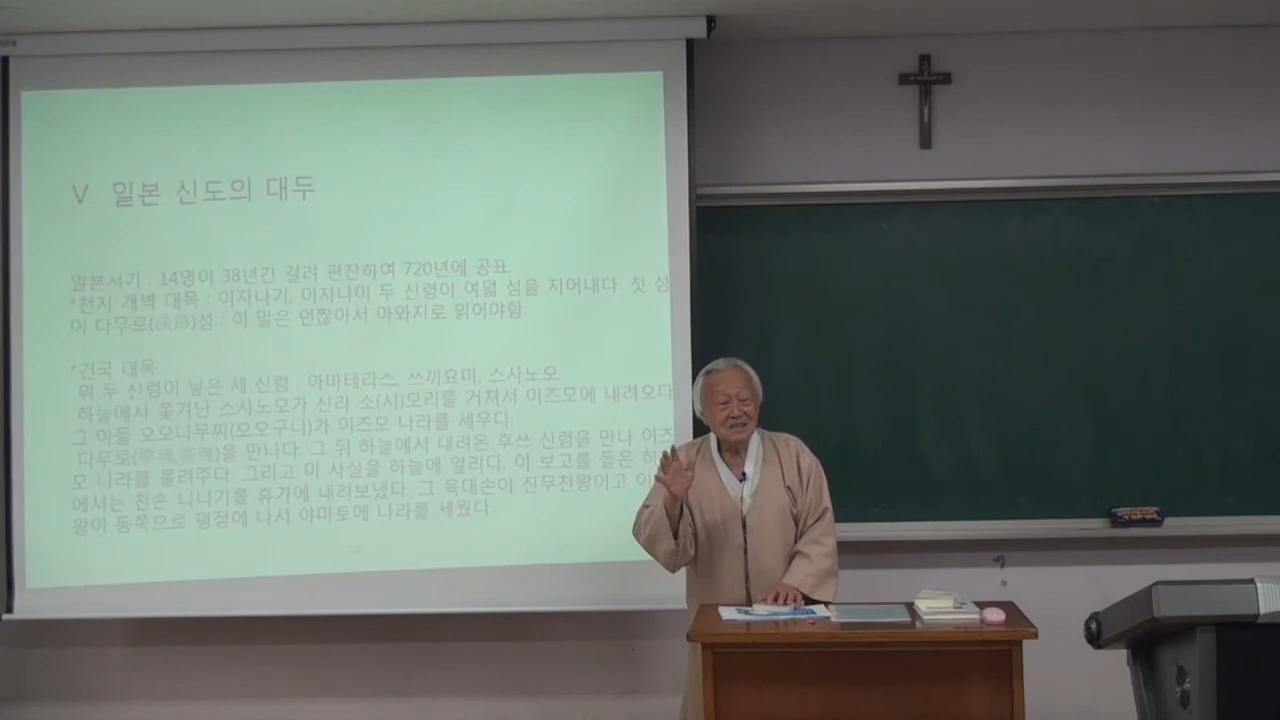 V. 일본 신도의 대두
일본서기 : 14명이 38년간 걸려 편찬하여 720년에 공표.
*천지 개벽 대목 : 이자나기, 이자나미 두 신령이 여덟 섬을 지어내다. 첫 섬
이 다무로(淡路)섬 : 이 말은 언짢아서 아와지로 읽어야함.
*건국 대목
위 두 신령이 낳은 세 신령 : 아마테라스, 쓰끼요미, 스사노오
하늘에서 쫓겨난 스사노오가 신라 소(시)모리를 거쳐서 이즈모에 내려오다
그 아들 오모나무찌(오오구니)가 이즈모 나라를 세우다.
다무로(幸魂,奇魂)을 만나다. 그 뒤 하늘에서 내려온 후쓰 신령을 만나 이즈
모 나라를 물려주다. 그리고 이 사실을 하늘에 알리다. 이 보고를 들은 하
에서는 천손 니니기를 휴가에 내려보냈다. 그 육대손이 진무천왕이고 이
왕이 동쪽으로 평정에 나서 야마토에 나라를 세웠다.